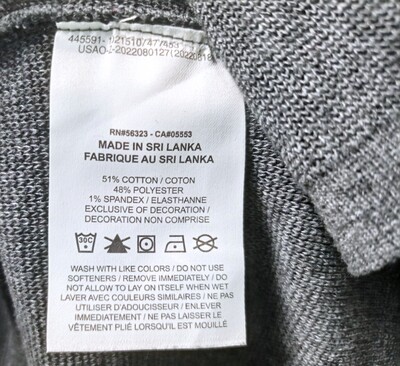 RN#56323 - CA#05553
MADE IN SRI LANKA
FABRIQUE AU SRI LANKA
51% COTTON / COTON
48% POLYESTER
1% SPANDEX / ELASTHANNE
EXCLUSIVE OF DECORATION /
DECORATION NON COMPRISE
30C
WASH WITH LIKE COLORS / DO NOT USE
SOFTENERS / REMOVE IMMEDIATELY / DO
NOT ALLOW TO LAY ON ITSELF WHEN WET
LAVER AVEC COULEURS SIMILAIRES / NE PAS
UTILISER D'ADOUCISSEUR / ENLEVER
IMMEDIATEMENT / NE PAS LAISSER LE
VÊTEMENT PLIÉ LORSQU'IL EST MOUILLÉ